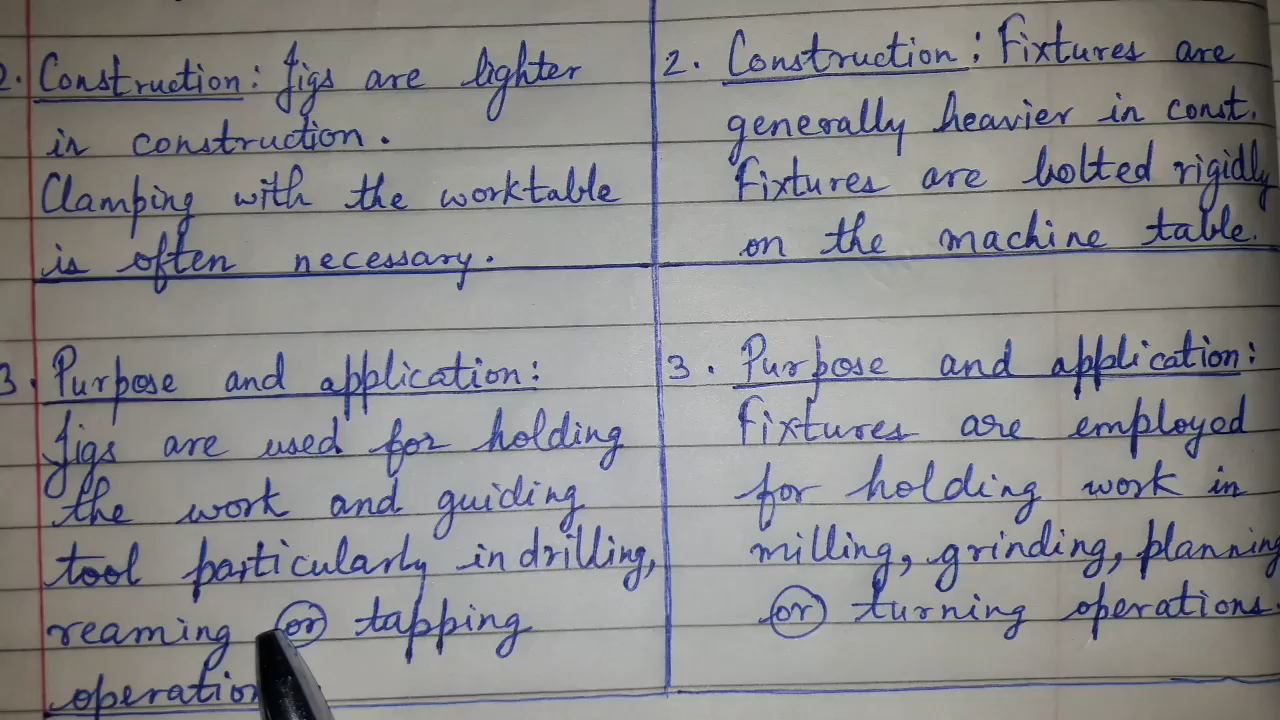 2. Construction: Jigs are lighter
in construction.
Clamping with the worktable
is often necessary.
3. Purpose and application:
Jigs are used for holding
the work and guiding
tool particularly in drilling,
reaming or tapping
operation
2. Construction: Fixtures are
generally heavier in const.
Fixtures are bolted rigidly
on the machine table.
3. Purpose and application:
Fixtures are employed
for holding work in
milling, grinding, planning
or turning operations.